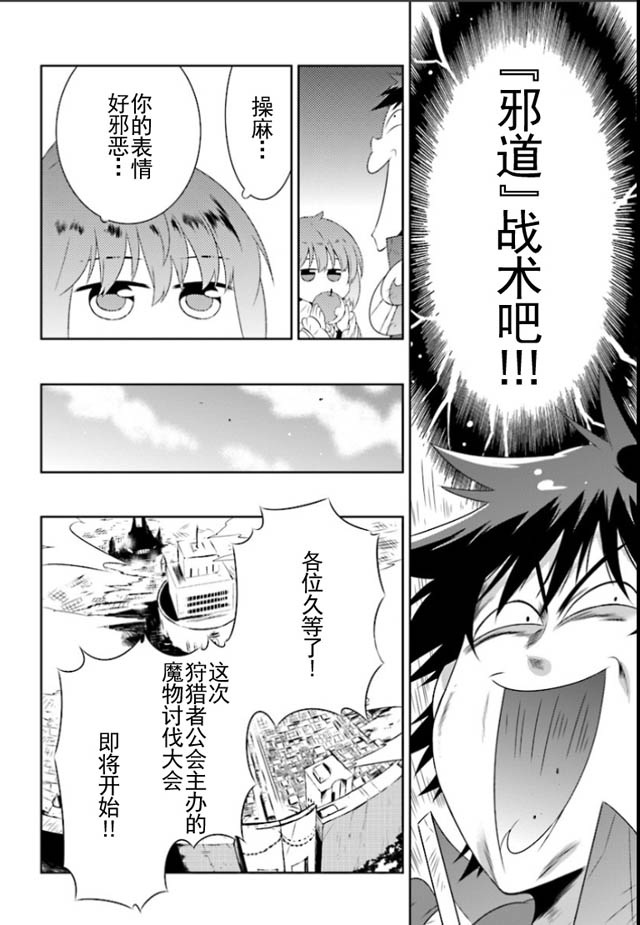 『邪道』战术吧!!!
操麻…
你的表情
好邪恶…
各位久等了!
这次
狩猎者公会主办的
魔物讨伐大会
即将开始!!